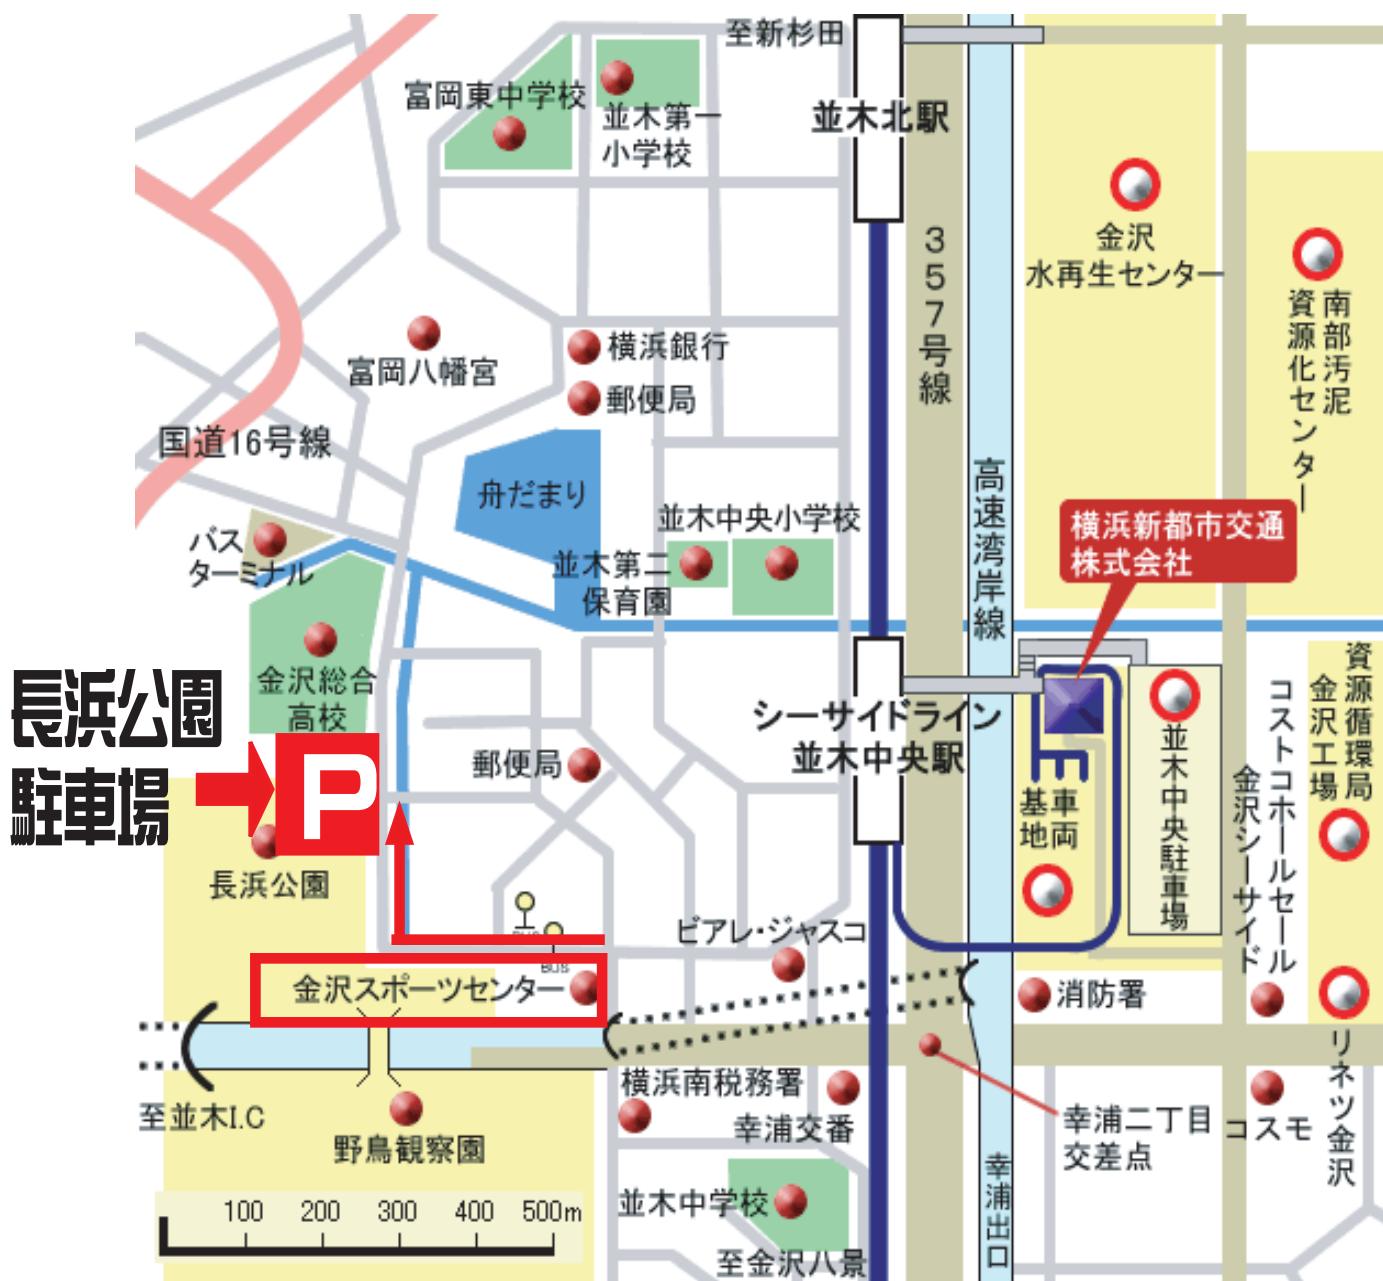 至新杉田
富岡東中学校
並木第一
小学校
並木北駅
357号線
金沢
水再生センター
南部汚泥
資源化センター
富岡八幡宮
横浜銀行
郵便局
国道16号線
舟だまり
高速湾岸線
並木中央小学校
横浜新都市交通
株式会社
バス
ターミナル
並木第二
保育園
金沢総合
高校
長浜公園
駐車場
P
シーサイドライン
並木中央駅
郵便局
車両
基地
並木中央駐車場
コストコホールセール
金沢シーサイド
資源循環局
金沢工場
長浜公園
BUS
ビアレ・ジャスコ
金沢スポーツセンター
消防署
リネツ金沢
横浜南税務署
至並木I.C
野鳥観察園
幸浦交番
幸浦二丁目
交差点
コスモ
幸浦出口
並木中学校
至金沢八景
100 200 300 400 500m